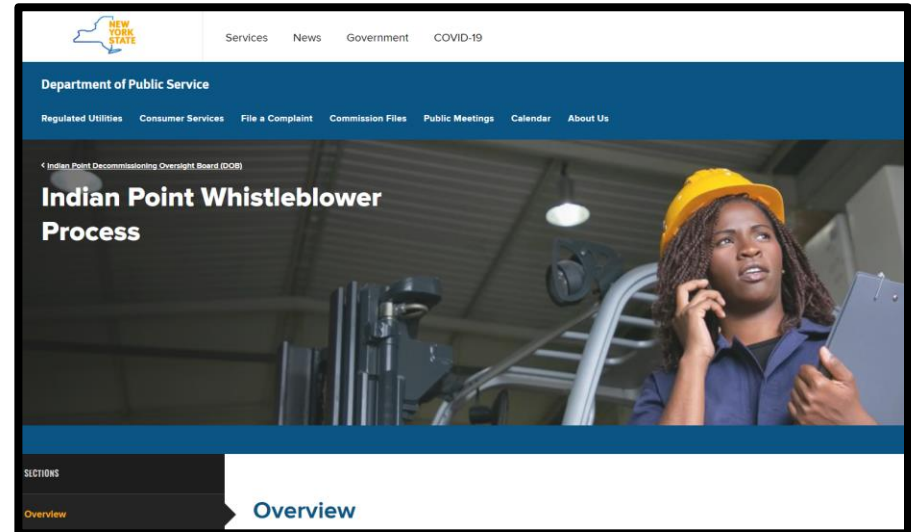 NEW
YORK
STATE
Services News Government COVID-19
Department of Public Service
Regulated Utilities Consumer Services File a Complaint Commission Files Public Meetings Calendar About Us
< Indian Point Decommissioning Oversight Board (DOB)
Indian Point Whistleblower
Process
SECTIONS
Overview
Overview